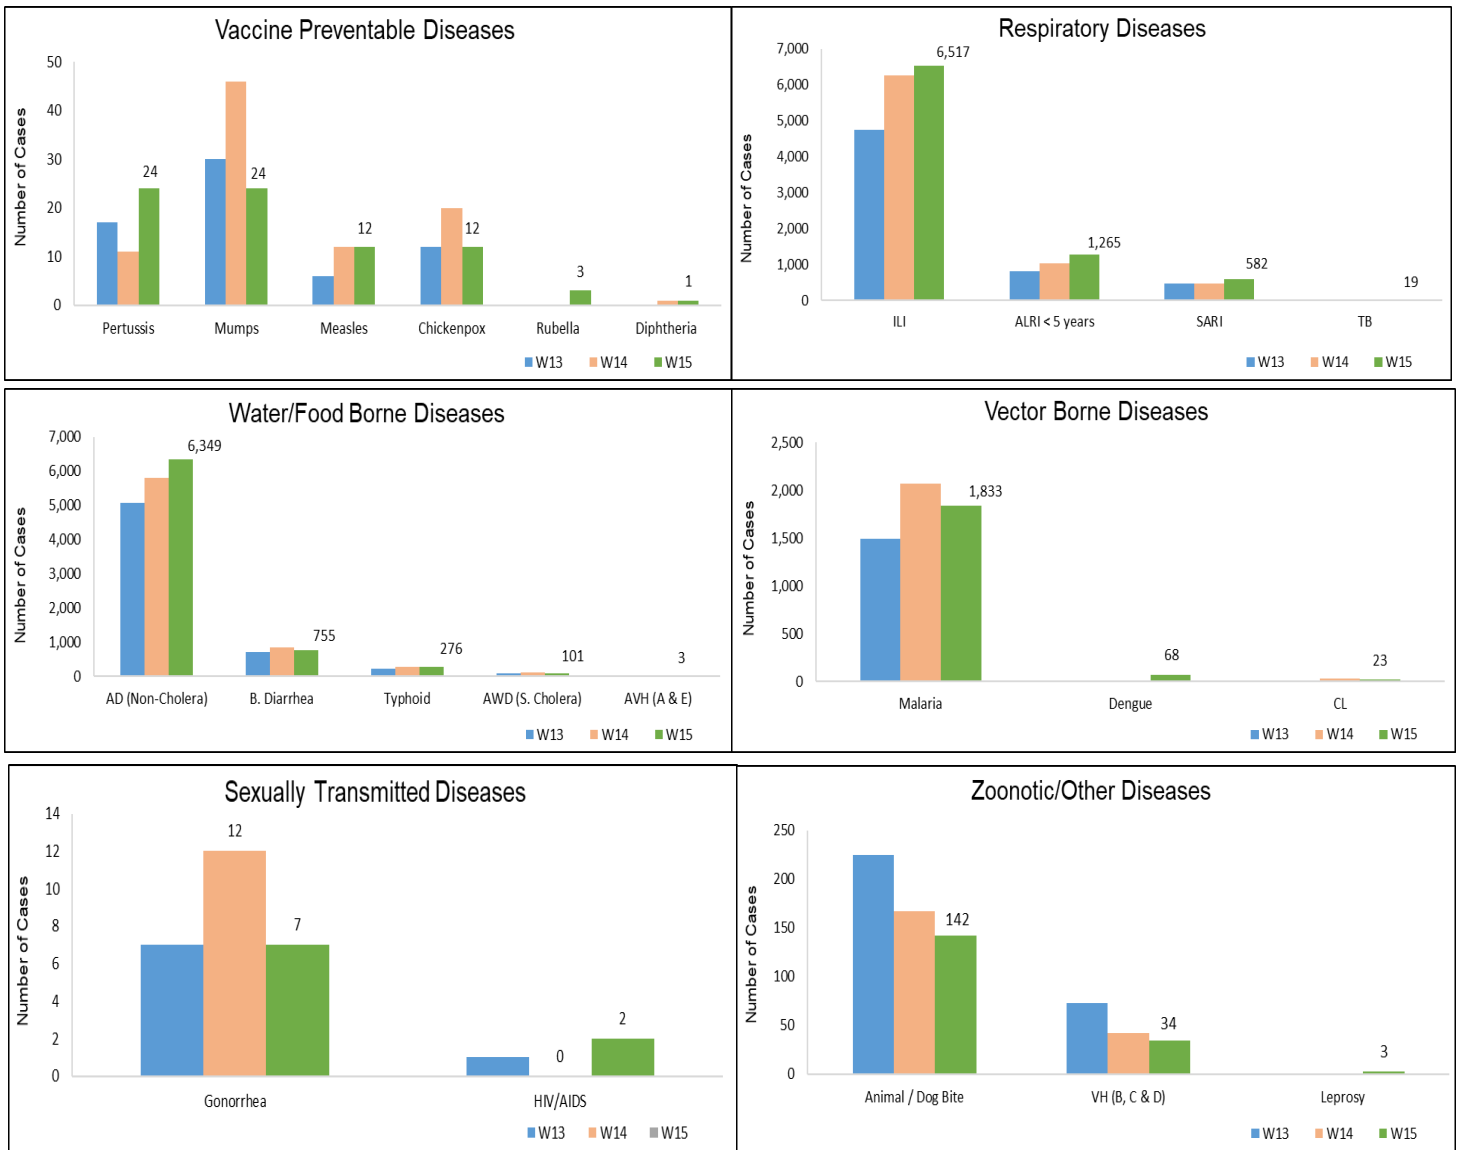 Vaccine Preventable Diseases
Number of Cases
50
40
30
20
10
0
24
24
12
12
3
1
Pertussis Mumps Measles Chickenpox Rubella Diphtheria
W13 W14 W15
Respiratory Diseases
Number of Cases
7,000
6,000
5,000
4,000
3,000
2,000
1,000
0
6,517
1,265
582
19
ILI ALRI < 5 years SARI TB
W13 W14 W15
Water/Food Borne Diseases
Number of Cases
7,000
6,000
5,000
4,000
3,000
2,000
1,000
0
6,349
755
276
101
3
AD (Non-Cholera) B. Diarrhea Typhoid AWD (S. Cholera) AVH (A & E)
W13 W14 W15
Vector Borne Diseases
Number of Cases
2,500
2,000
1,500
1,000
500
0
1,833
68
23
Malaria Dengue CL
W13 W14 W15
Sexually Transmitted Diseases
Number of Cases
14
12
10
8
6
4
2
0
12
7
0
2
Gonorrhea HIV/AIDS
W13 W14 W15
Zoonotic/Other Diseases
Number of Cases
250
200
150
100
50
0
142
34
3
Animal / Dog Bite VH (B, C & D) Leprosy
W13 W14 W15